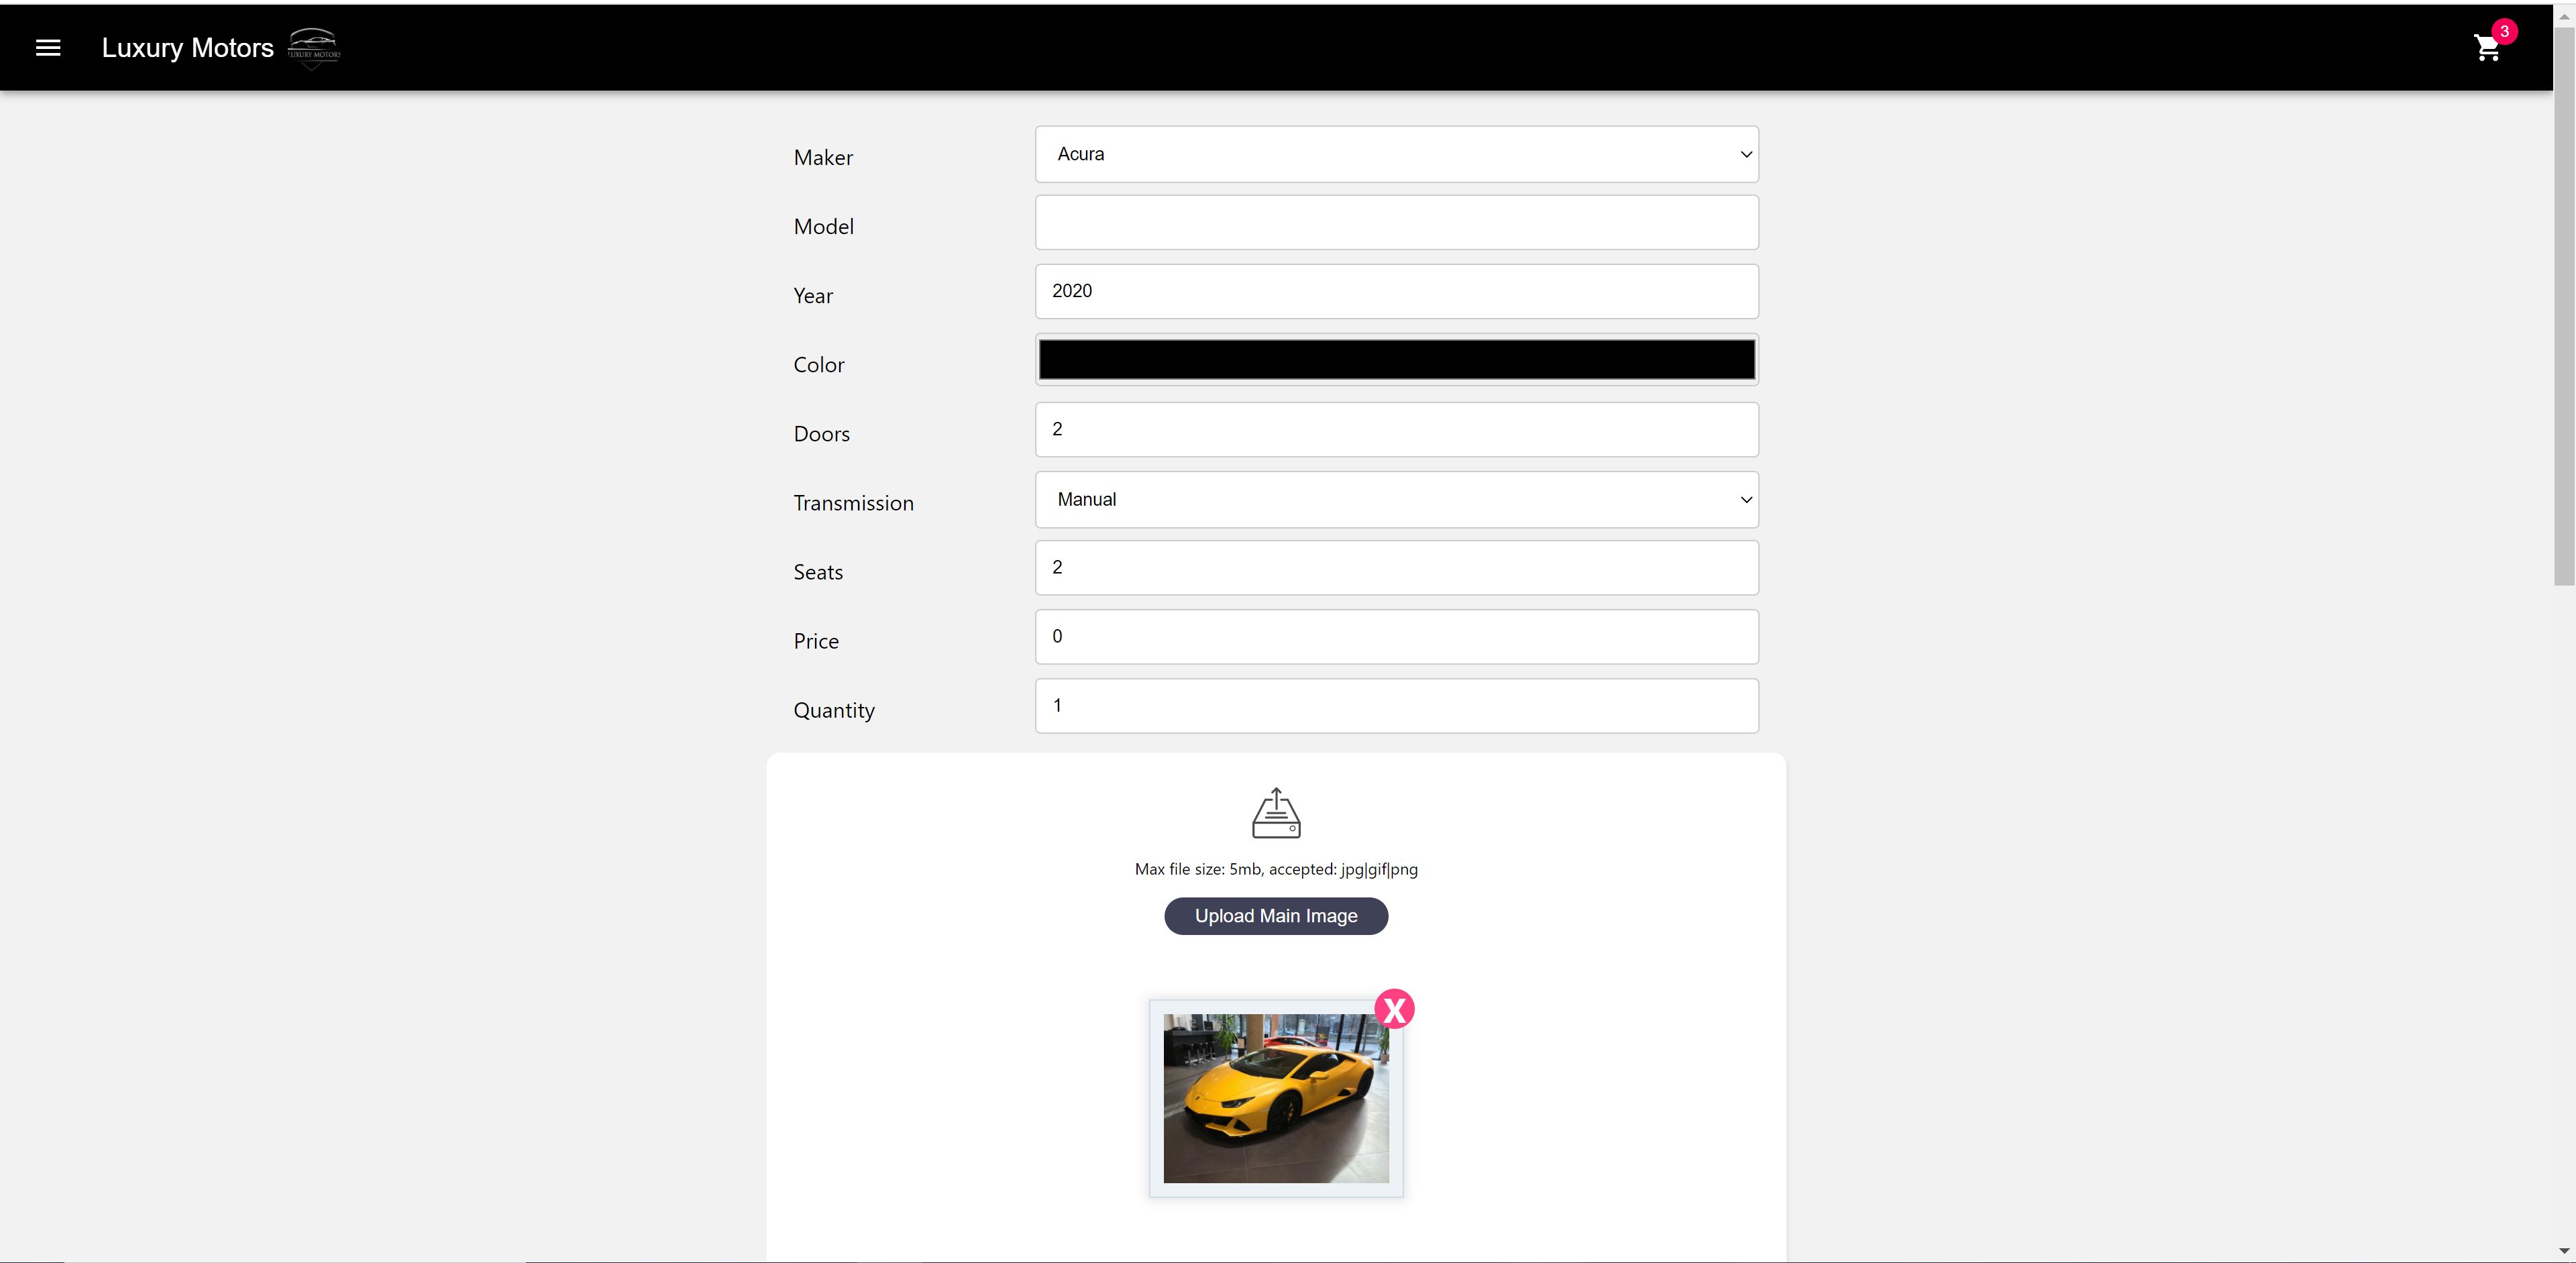 Luxury Motors
LUXURY MOTORS
3
Maker
Acura
Model
Year
2020
Color
Doors
2
Transmission
Manual
Seats
2
Price
0
Quantity
1
Max file size: 5mb, accepted: jpg|gif|png
Upload Main Image
X